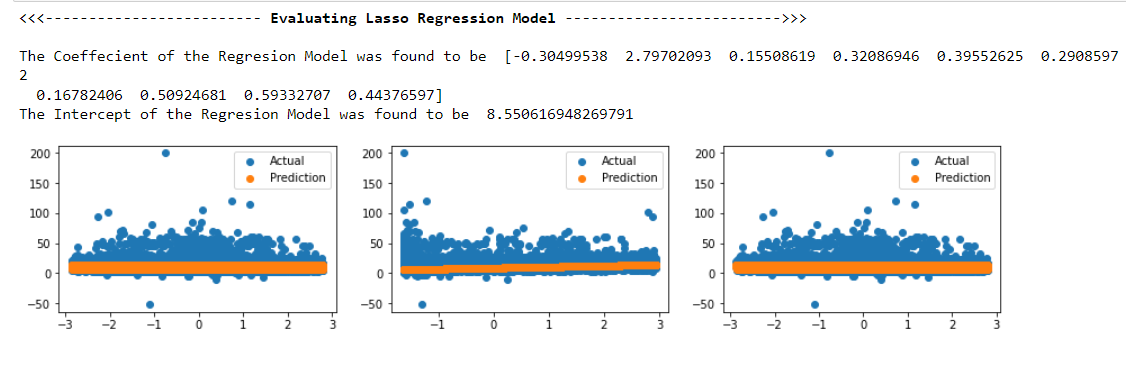 <<<------------------------- Evaluating Lasso Regression Model ------------------------->>>
The Coeffecient of the Regresion Model was found to be  [-0.30499538  2.79702093  0.15508619  0.32086946  0.39552625  0.2908597
2
  0.16782406  0.50924681  0.59332707  0.44376597]
The Intercept of the Regresion Model was found to be  8.550616948269791
200 Actual 200 Actual 200 Actual
Prediction Prediction Prediction
150 150 150
100 100 100
50 50 50
0 0 0
−50 −50 −50
−3 −2 −1 0 1 2 3 −1 0 1 2 3 −3 −2 −1 0 1 2 3